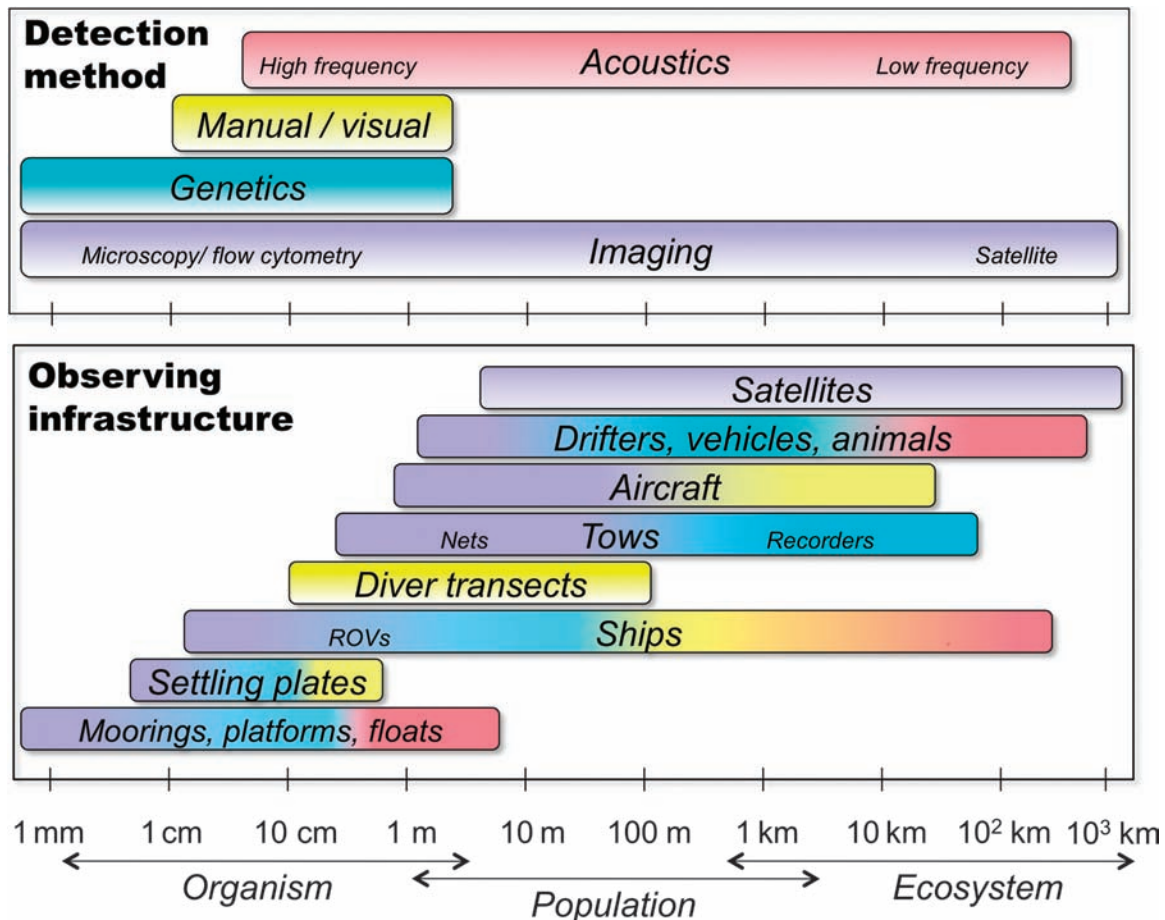 Detection
method
High frequency Acoustics Low frequency
Manual / visual
Genetics
Microscopy/ flow cytometry Imaging Satellite
Observing
infrastructure
Satellites
Drifters, vehicles, animals
Aircraft
Nets Tows Recorders
Diver transects
ROVs Ships
Settling plates
Moorings, platforms, floats
1 mm 1 cm 10 cm 1 m 10 m 100 m 1 km 10 km 10² km 10³ km
Organism Population Ecosystem